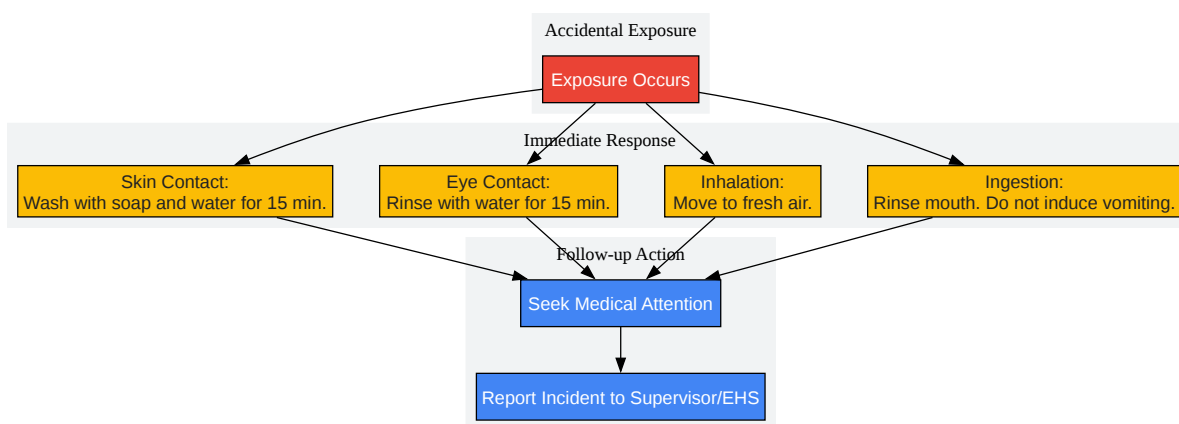 Accidental Exposure
Exposure Occurs
Immediate Response
Skin Contact:
Wash with soap and water for 15 min.
Eye Contact:
Rinse with water for 15 min.
Inhalation:
Move to fresh air.
Ingestion:
Rinse mouth. Do not induce vomiting.
Follow-up Action
Seek Medical Attention
Report Incident to Supervisor/EHS